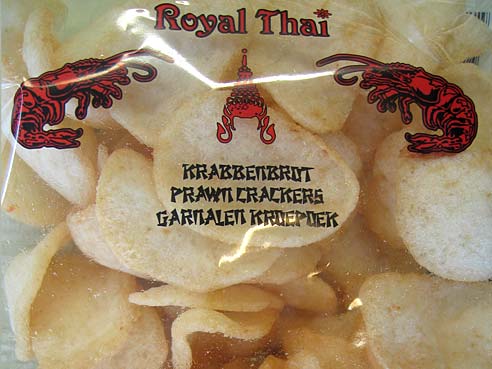 Royal Thai
KRABBENBROT
PRAWN CRACKERS
GARNALEN KROEPOEK